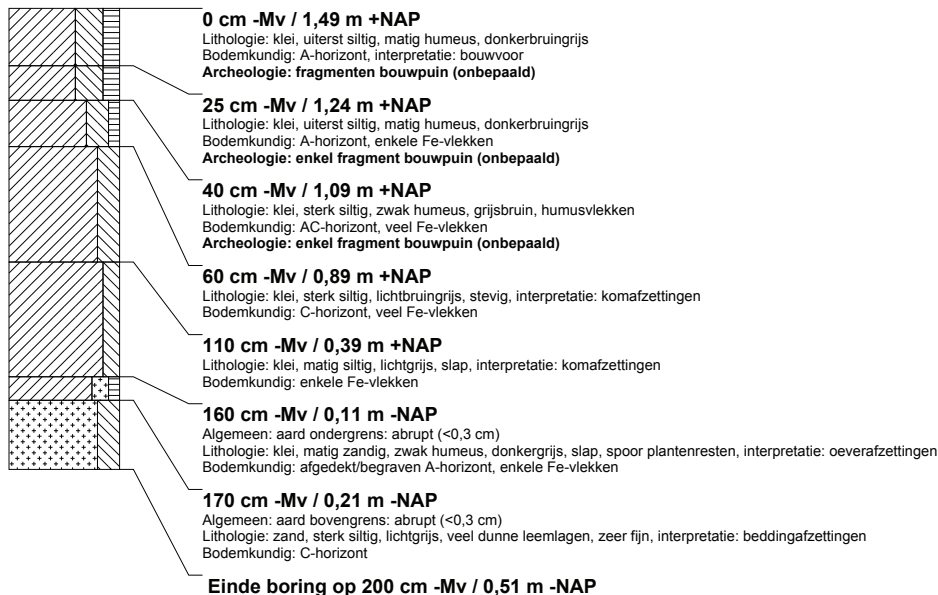 0 cm -Mv / 1,49 m +NAP
Lithologie: klei, uiterst siltig, matig humeus, donkerbruingrijs
Bodemkundig: A-horizont, interpretatie: bouwvoor
Archeologie: fragmenten bouwpuin (onbepaald)
25 cm -Mv / 1,24 m +NAP
Lithologie: klei, uiterst siltig, matig humeus, donkerbruingrijs
Bodemkundig: A-horizont, enkele Fe-vlekken
Archeologie: enkel fragment bouwpuin (onbepaald)
40 cm -Mv / 1,09 m +NAP
Lithologie: klei, sterk siltig, zwak humeus, grijsbruin, humusvlekken
Bodemkundig: AC-horizont, veel Fe-vlekken
Archeologie: enkel fragment bouwpuin (onbepaald)
60 cm -Mv / 0,89 m +NAP
Lithologie: klei, sterk siltig, lichtbruingrijs, stevig, interpretatie: komafzettingen
Bodemkundig: C-horizont, veel Fe-vlekken
110 cm -Mv / 0,39 m +NAP
Lithologie: klei, matig siltig, lichtgrijs, slap, interpretatie: komafzettingen
Bodemkundig: enkele Fe-vlekken
160 cm -Mv / 0,11 m -NAP
Algemeen: aard ondergrens: abrupt (<0,3 cm)
Lithologie: klei, matig zandig, zwak humeus, donkergrijs, slap, spoor plantenresten, interpretatie: oeverafzettingen
Bodemkundig: afgedekt/begraven A-horizont, enkele Fe-vlekken
170 cm -Mv / 0,21 m -NAP
Algemeen: aard bovengrens: abrupt (<0,3 cm)
Lithologie: zand, sterk siltig, lichtgrijs, veel dunne leemlagen, zeer fijn, interpretatie: beddingafzettingen
Bodemkundig: C-horizont
Einde boring op 200 cm -Mv / 0,51 m -NAP